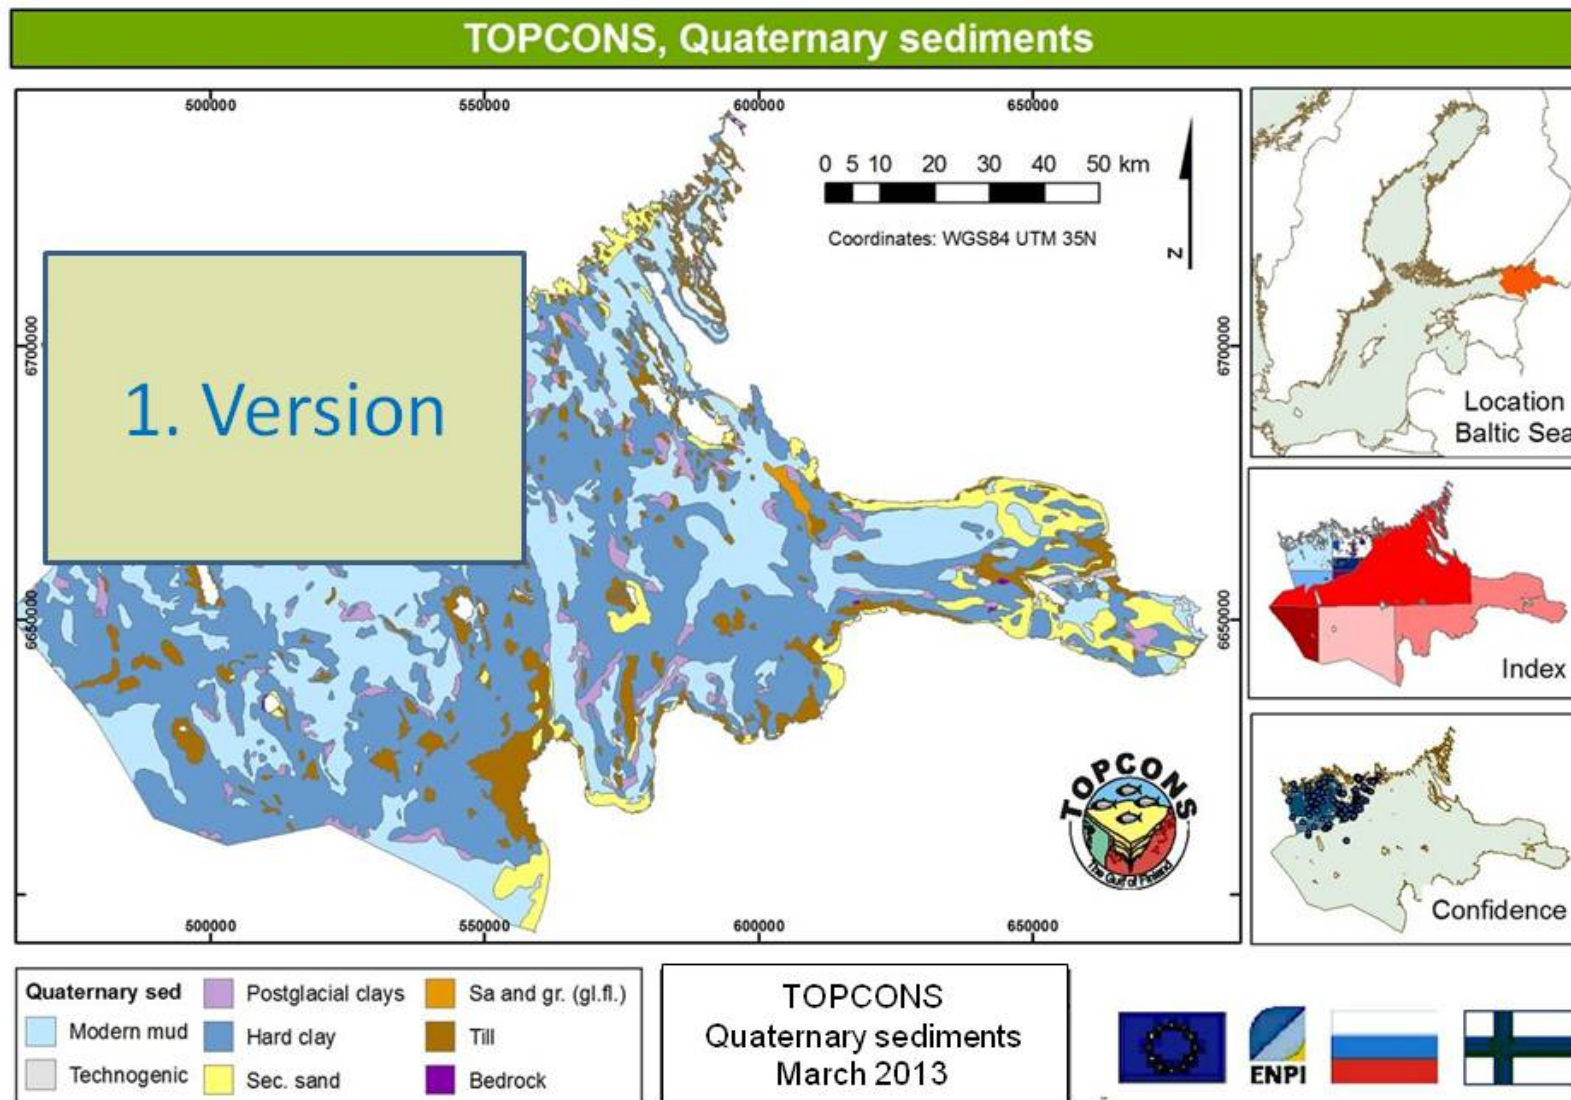 TOPCONS, Quaternary sediments
500000
550000
600000
650000
0 5 10 20 30 40 50 km
Coordinates: WGS84 UTM 35N
N
6700000
6700000
1. Version
6650000
6650000
500000
550000
600000
650000
TOPCONS
The Gulf of Finland
Location
Baltic Sea
Index
Confidence
Quaternary sed
Modern mud
Technogenic
Postglacial clays
Hard clay
Sec. sand
Sa and gr. (gl.fl.)
Till
Bedrock
TOPCONS
Quaternary sediments
March 2013
ENPI